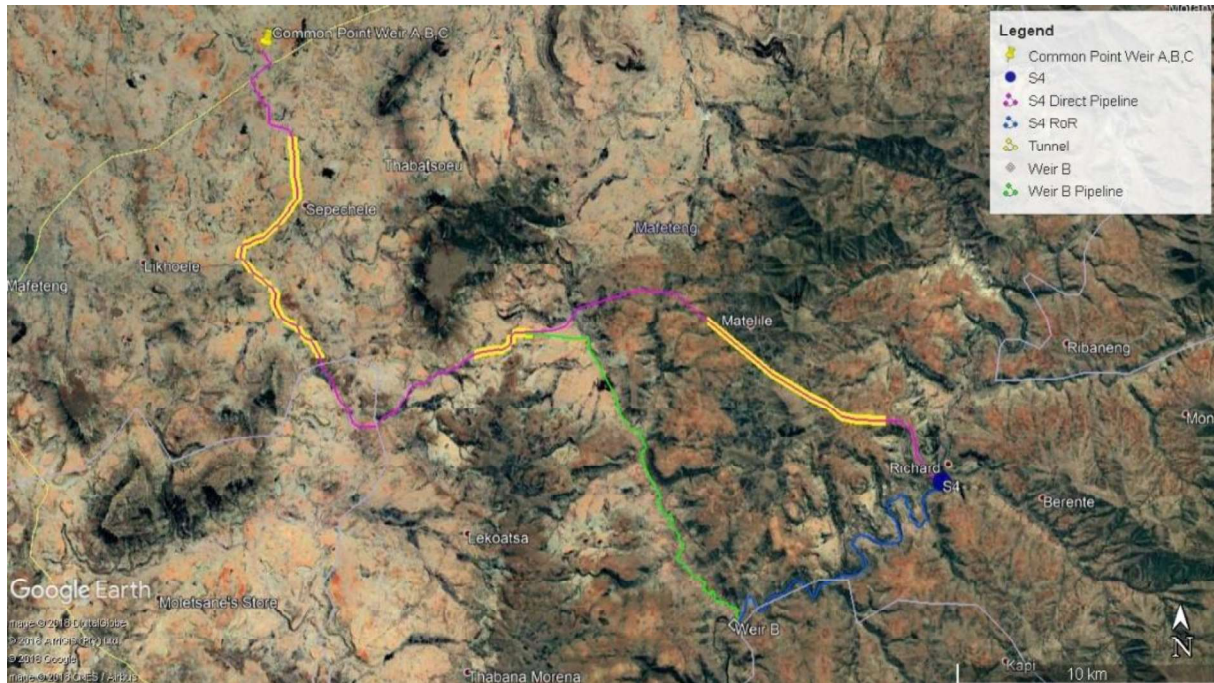 Common Point Weir A,B,C
Legend
Common Point Weir A,B,C
S4
S4 Direct Pipeline
S4 RoR
Tunnel
Weir B
Weir B Pipeline
Thabatsoeu
Sepechele
Mafeteng
Likhoele
Mafeteng
Matelile
Ribaneng
Mon
Richard
S4
Berente
Lekoatsa
Google Earth
Moletsane's Store
Weir B
N
Kapi
10 km
Thabana Morena
© 2018 Google